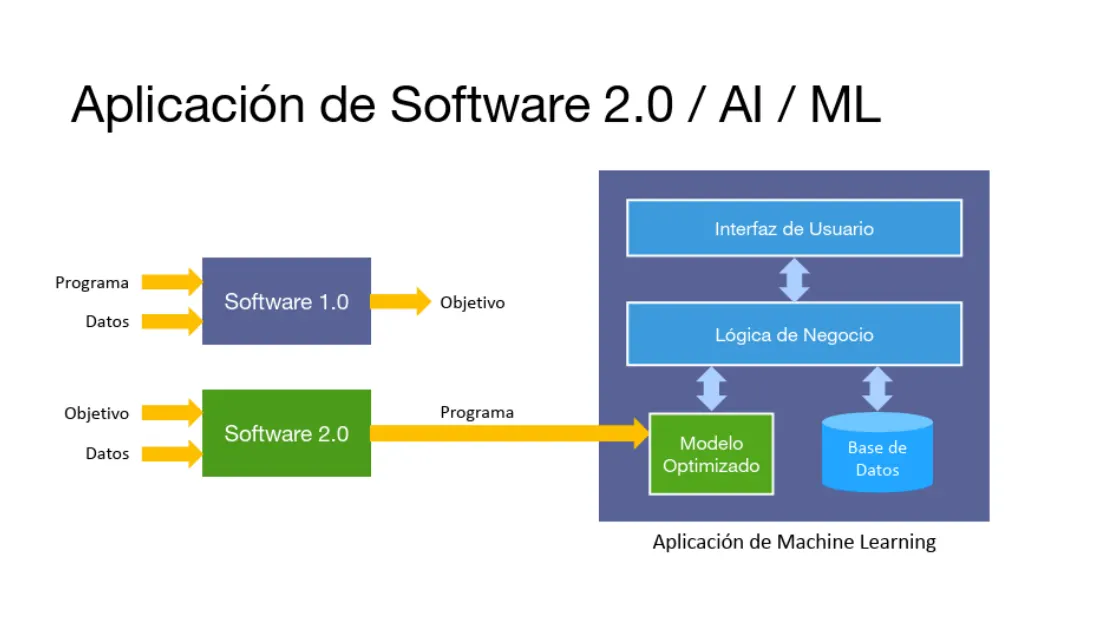 Aplicación de Software 2.0 / AI / ML
Programa
Datos
Software 1.0
Objetivo
Objetivo
Datos
Software 2.0
Programa
Interfaz de Usuario
Lógica de Negocio
Modelo
Optimizado
Base de
Datos
Aplicación de Machine Learning